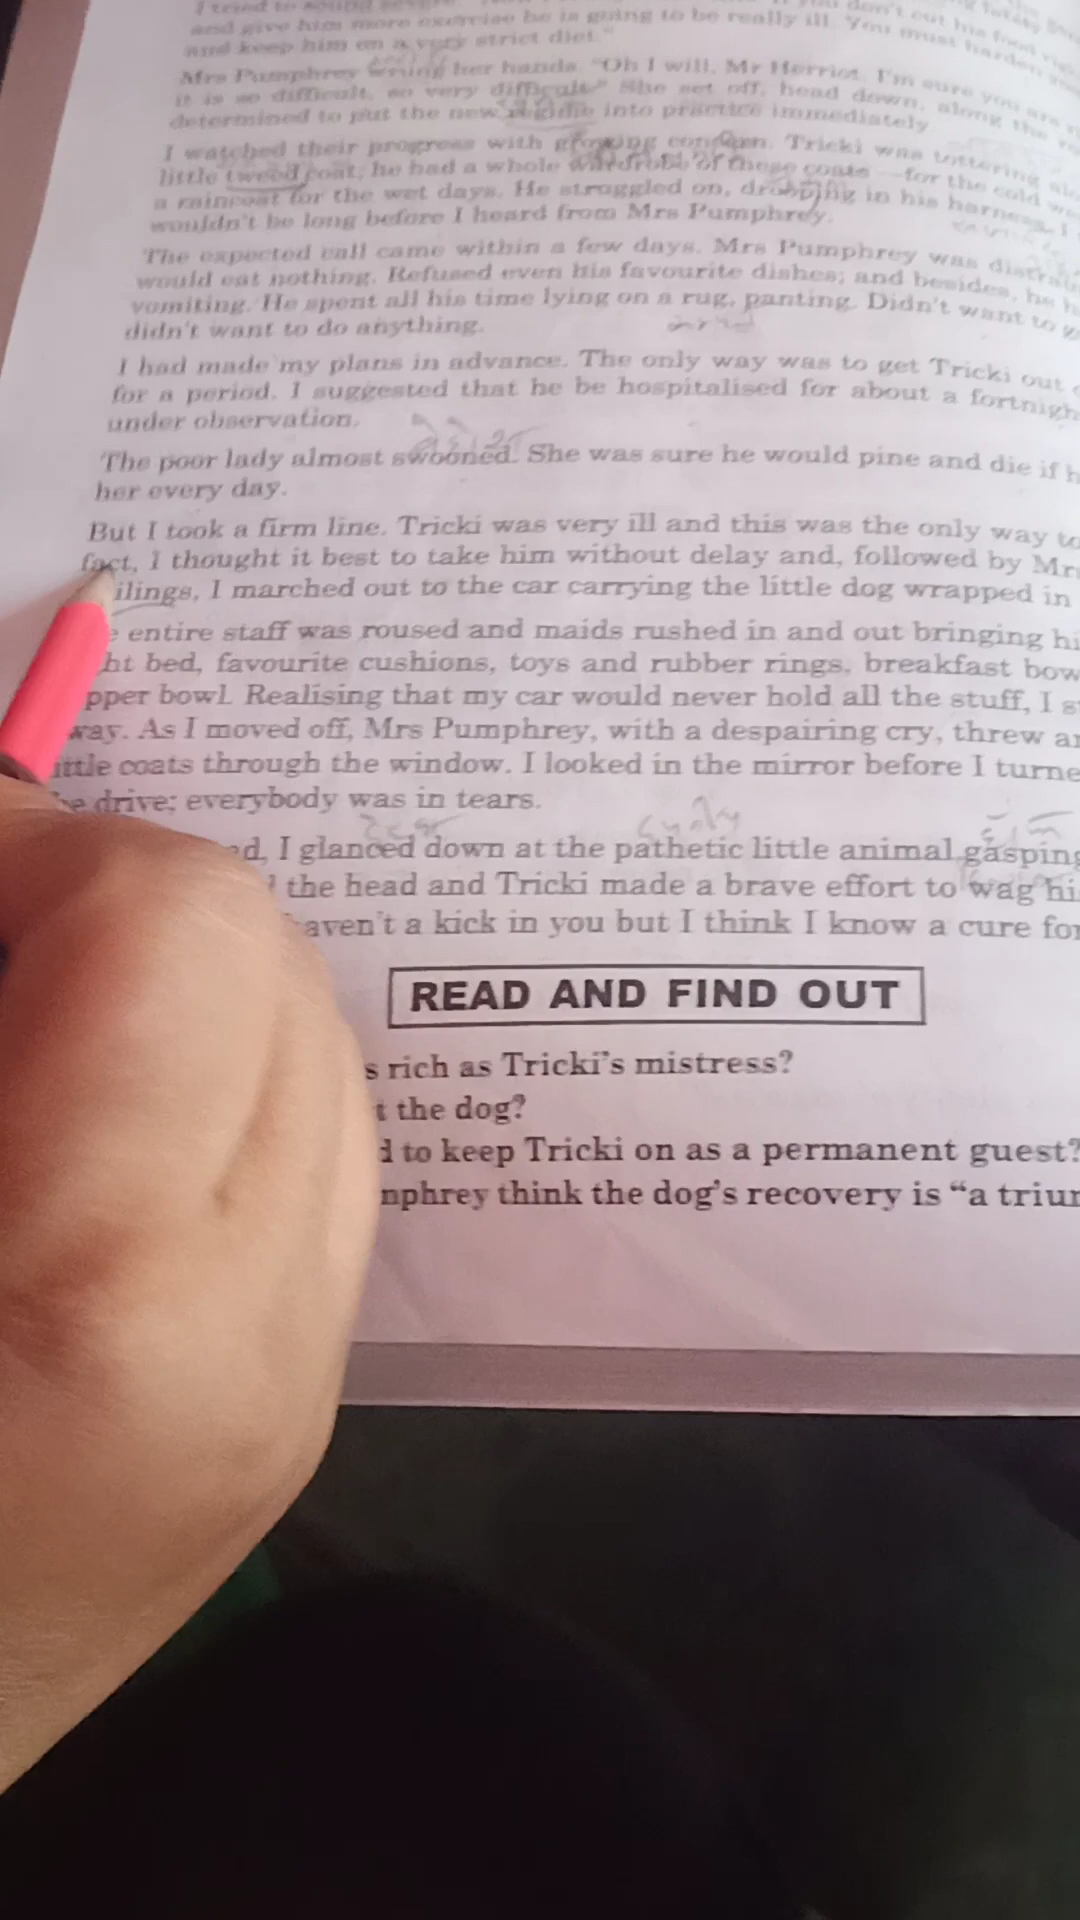 and give him more exercise he is going to be really ill. You must harden
and keep him on a very strict diet."
Mrs Pumphrey wrung her hands. "Oh I will, Mr Herriot. I'm sure you are
it is so difficult, so very difficult." She set off, head down, along the
determined to put the new regime into practice immediately.
I watched their progress with growing concern. Tricki was tottering
little tweed coat; he had a whole wardrobe of these coats — for the cold
a raincoat for the wet days. He struggled on, drooping in his harness. I
wouldn't be long before I heard from Mrs Pumphrey.
The expected call came within a few days. Mrs Pumphrey was
would eat nothing. Refused even his favourite dishes; and besides, he
vomiting. He spent all his time lying on a rug, panting. Didn't want to
didn't want to do anything.
I had made my plans in advance. The only way was to get Tricki out
for a period. I suggested that he be hospitalised for about a fortnigh
under observation.
The poor lady almost swooned. She was sure he would pine and die if h
her every day.
But I took a firm line. Tricki was very ill and this was the only way to
fact, I thought it best to take him without delay and, followed by Mr
ilings, I marched out to the car carrying the little dog wrapped in
e entire staff was roused and maids rushed in and out bringing hi
ht bed, favourite cushions, toys and rubber rings, breakfast bow
pper bowl. Realising that my car would never hold all the stuff, I s
way. As I moved off, Mrs Pumphrey, with a despairing cry, threw ar
ittle coats through the window. I looked in the mirror before I turne
e drive; everybody was in tears.
ed, I glanced down at the pathetic little animal gasping
the head and Tricki made a brave effort to wag hi
aven't a kick in you but I think I know a cure for
READ AND FIND OUT
s rich as Tricki's mistress?
t the dog?
d to keep Tricki on as a permanent guest?
mphrey think the dog's recovery is "a triu